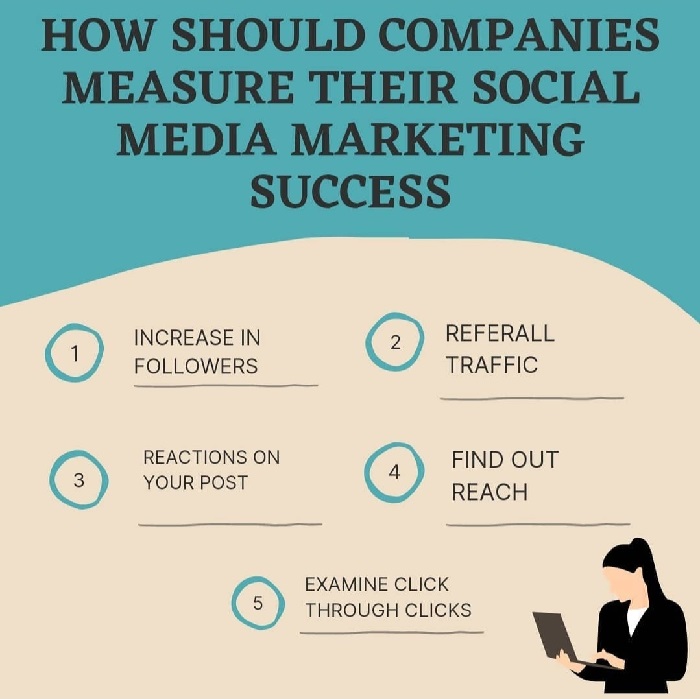 HOW SHOULD COMPANIES
MEASURE THEIR SOCIAL
MEDIA MARKETING
SUCCESS
1
INCREASE IN
FOLLOWERS
2
REFERALL
TRAFFIC
3
REACTIONS ON
YOUR POST
4
FIND OUT
REACH
5
EXAMINE CLICK
THROUGH CLICKS